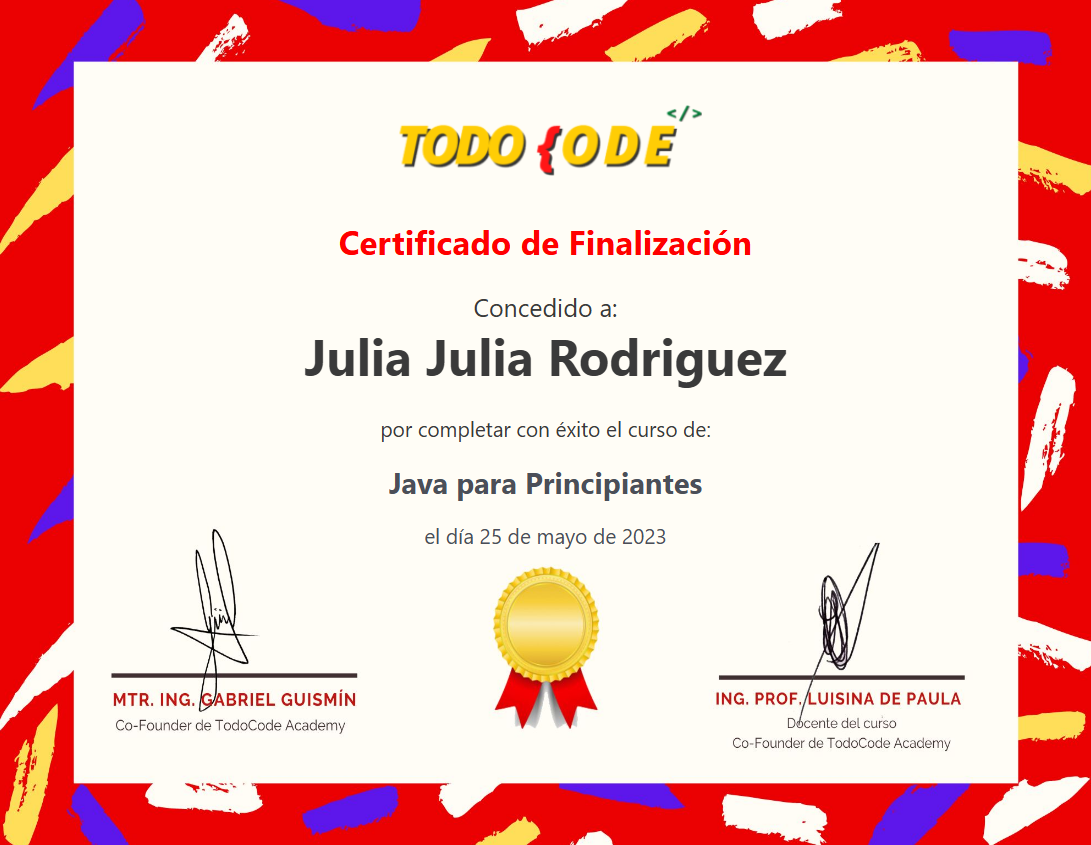 </>
TODO {ODE
Certificado de Finalización
Concedido a:
Julia Julia Rodriguez
por completar con éxito el curso de:
Java para Principiantes
el día 25 de mayo de 2023
MTR. ING. GABRIEL GUISMÍN
Co-Founder de TodoCode Academy
ING. PROF. LUISINA DE PAULA
Docente del curso
Co-Founder de TodoCode Academy